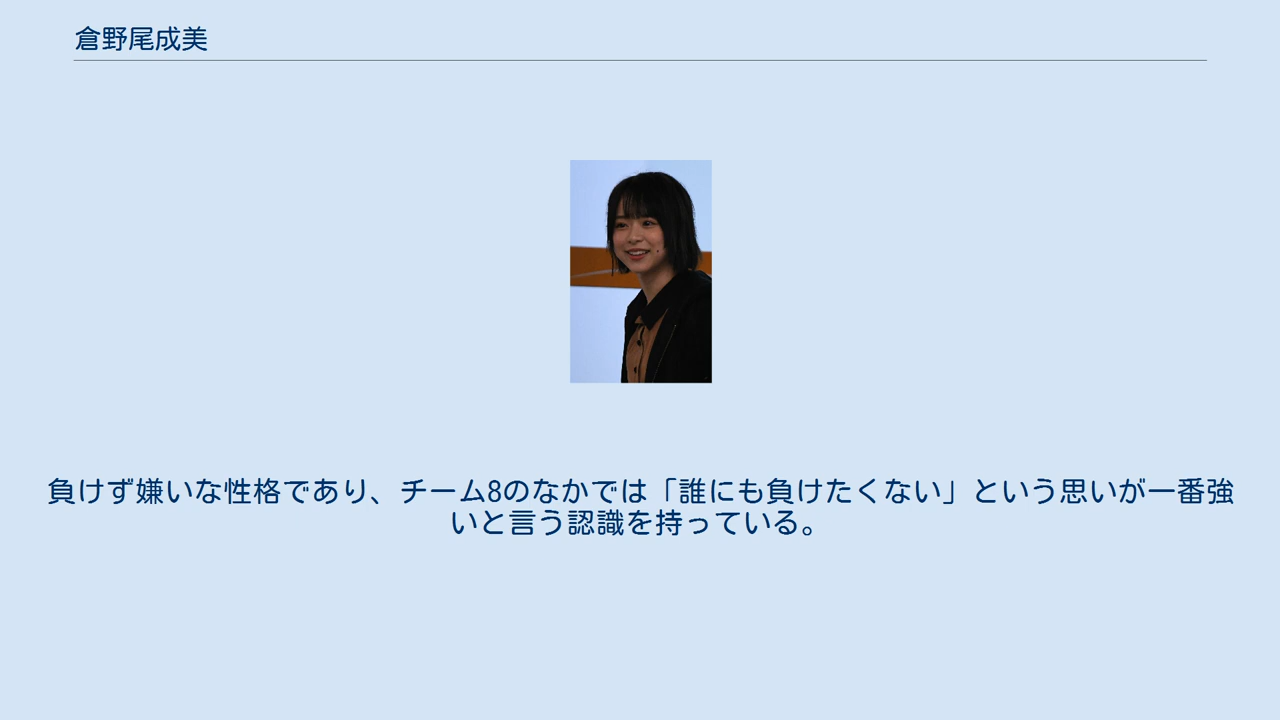 倉野尾成美
負けず嫌いな性格であり、チーム8のなかでは「誰にも負けたくない」という思いが一番強
いと言う認識を持っている。